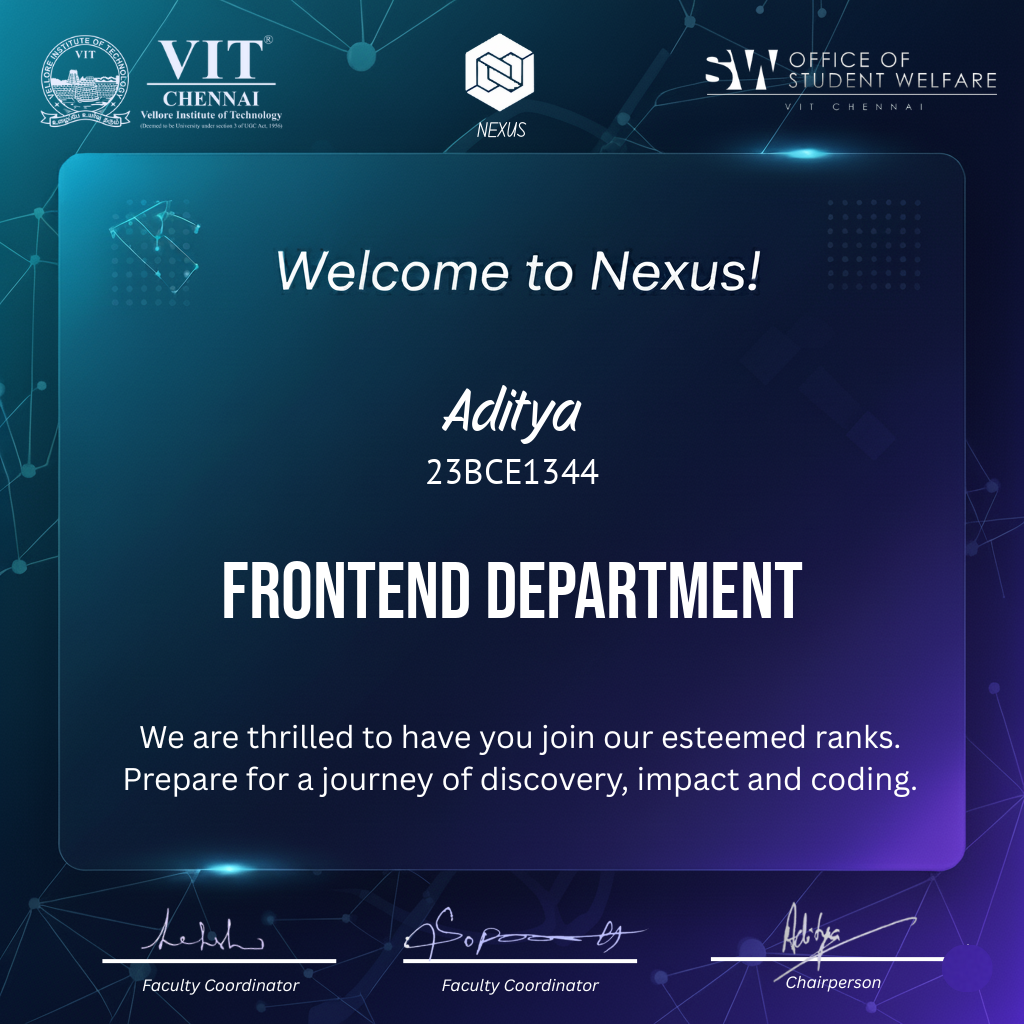 VELLORE INSTITUTE OF TECHNOLOGY
VIT
VIT®
CHENNAI
Vellore Institute of Technology
(Deemed to be University under section 3 of UGC Act, 1956)
NEXUS
SW OFFICE OF
STUDENT WELFARE
VIT CHENNAI
Welcome to Nexus!
Aditya
23BCE1344
FRONTEND DEPARTMENT
We are thrilled to have you join our esteemed ranks.
Prepare for a journey of discovery, impact and coding.
Aditya
Faculty Coordinator
Faculty Coordinator
Chairperson